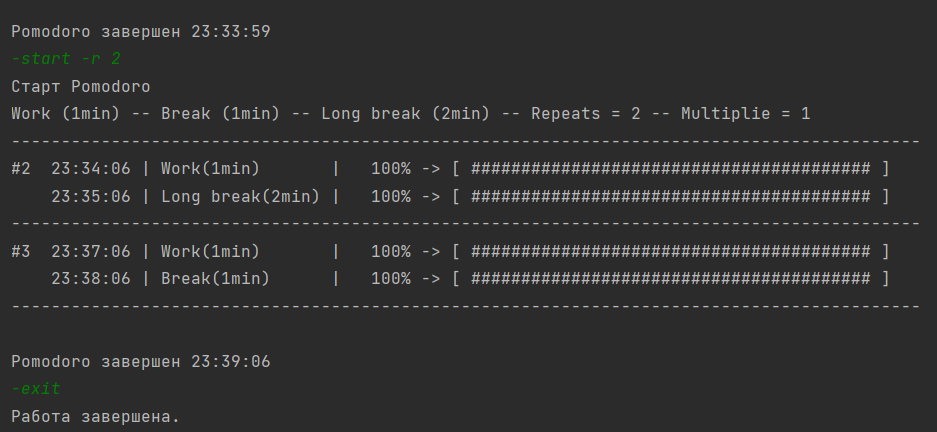 Pomodoro завершен 23:33:59
-start -r 2
Старт Pomodoro
Work (1min) -- Break (1min) -- Long break (2min) -- Repeats = 2 -- Multiplie = 1
-------------------------------------------------------------------------------------------
#2  23:34:06 | Work(1min)       |   100% -> [ ######################################## ]
    23:35:06 | Long break(2min) |   100% -> [ ######################################## ]
-------------------------------------------------------------------------------------------
#3  23:37:06 | Work(1min)       |   100% -> [ ######################################## ]
    23:38:06 | Break(1min)      |   100% -> [ ######################################## ]
-------------------------------------------------------------------------------------------
Pomodoro завершен 23:39:06
-exit
Работа завершена.